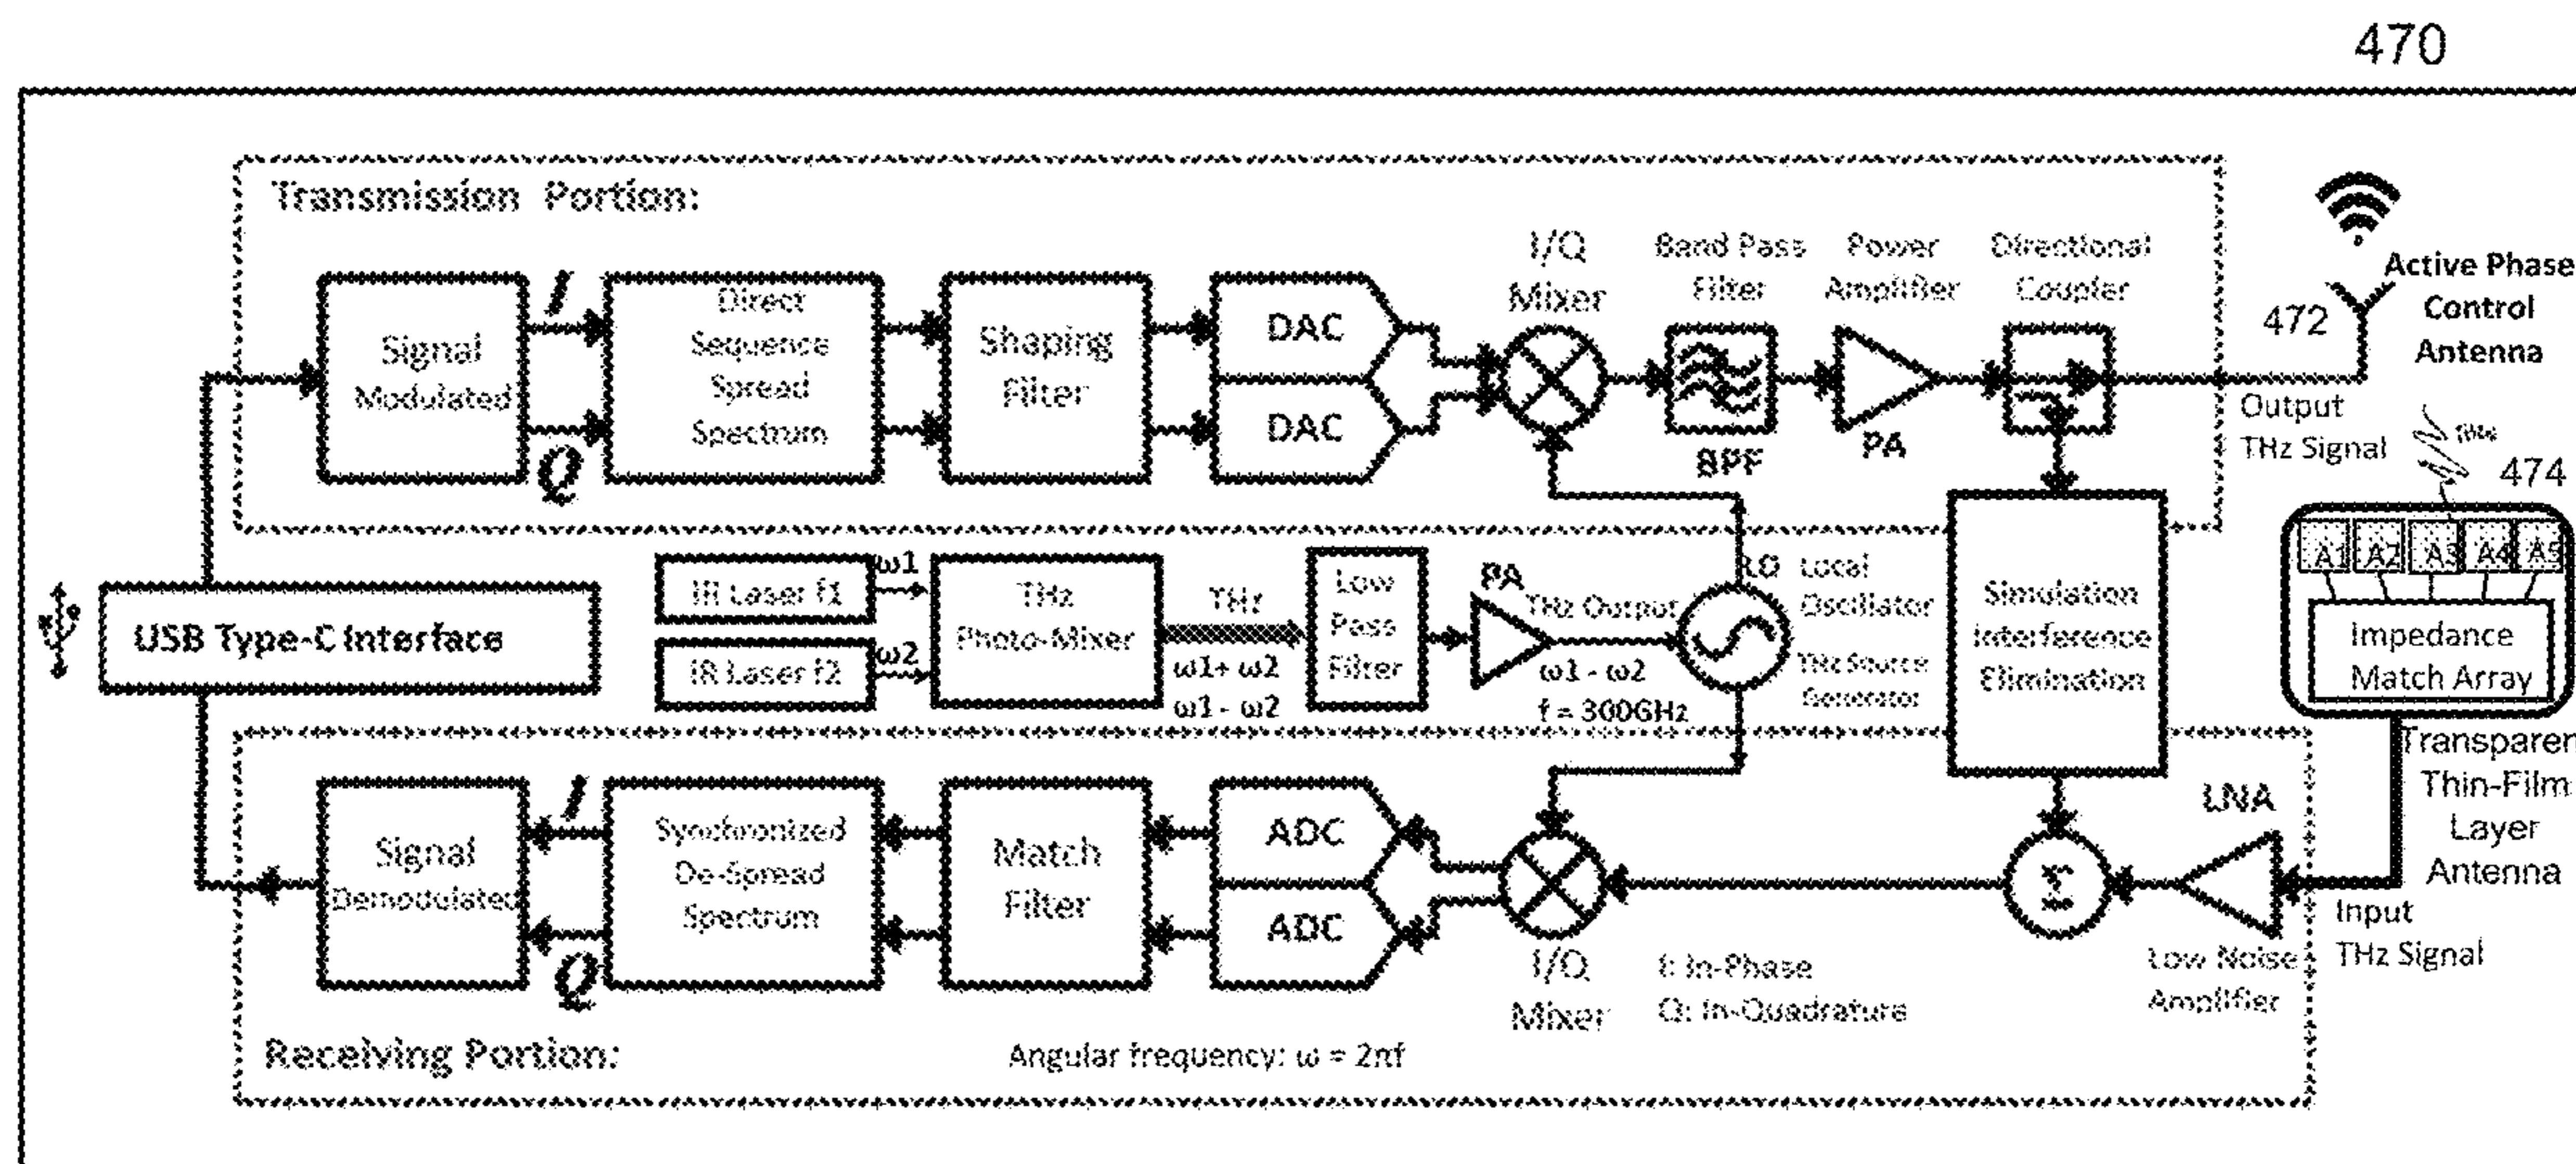 470
Transmission Portion:
Signal
Modulated
I
Q
Direct
Sequence
Spread
Spectrum
Shaping
Filter
DAC
DAC
I/Q
Mixer
Band Pass
Filter
BPF
Power
Amplifier
PA
Directional
Coupler
472
Active Phase
Control
Antenna
Output
THz Signal
THz
474
A1 A2 A3 A4 A5
Impedance
Match Array
Transparen
Thin-Film
Layer
Antenna
USB Type-C Interface
IR Laser f1
ω1
IR Laser f2
ω2
THz
Photo-Mixer
THz
ω1+ ω2
ω1 - ω2
Low
Pass
Filter
PA
THz Output
ω1 - ω2
f = 300GHz
LO Local
Oscillator
THz Source
Generator
Simulation
Interference
Elimination
Receiving Portion:
Signal
Demodulated
I
Q
Synchronized
De-Spread
Spectrum
Match
Filter
ADC
ADC
I/Q
Mixer
I: In-Phase
Q: In-Quadrature
Σ
LNA
Low Noise
Amplifier
Input
THz Signal
Angular frequency: ω = 2πf